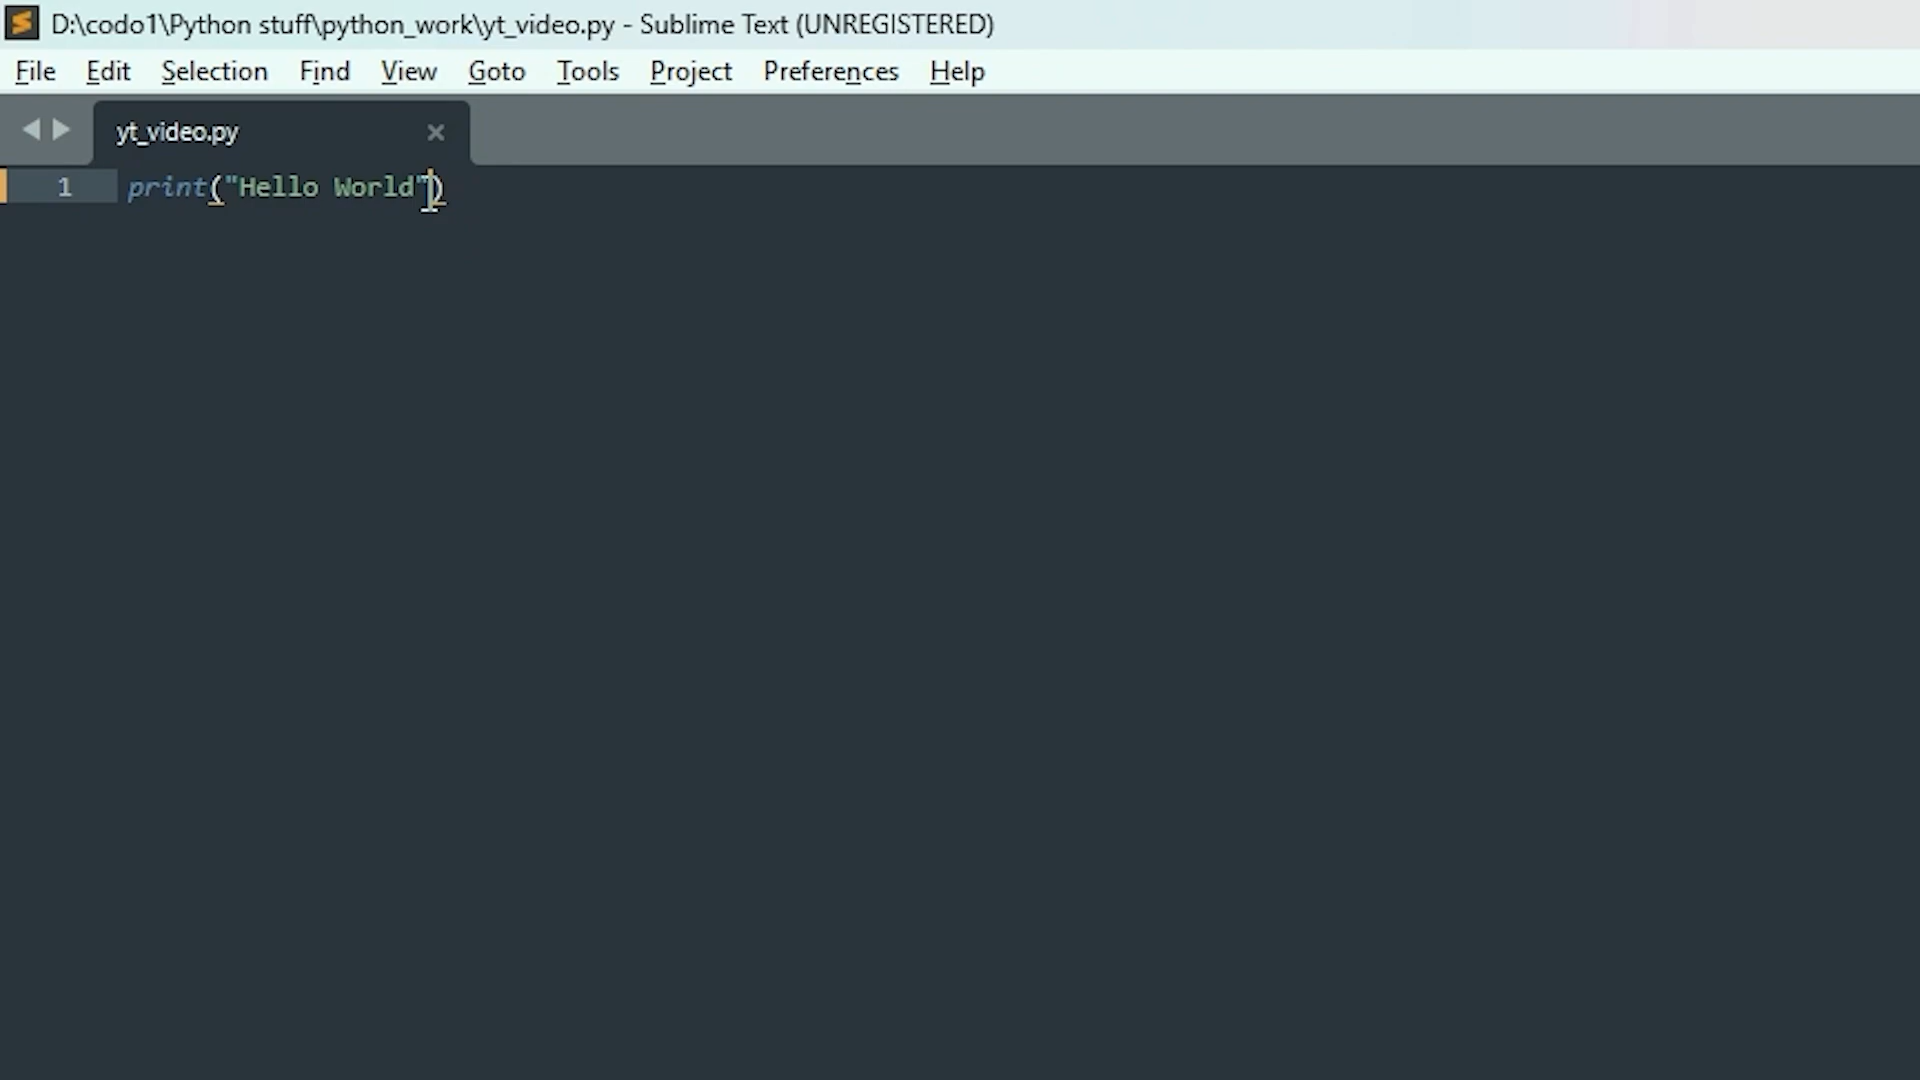 D:\codo1\Python stuff\python_work\yt_video.py - Sublime Text (UNREGISTERED)
File Edit Selection Find View Goto Tools Project Preferences Help
yt_video.py
1 print("Hello World")